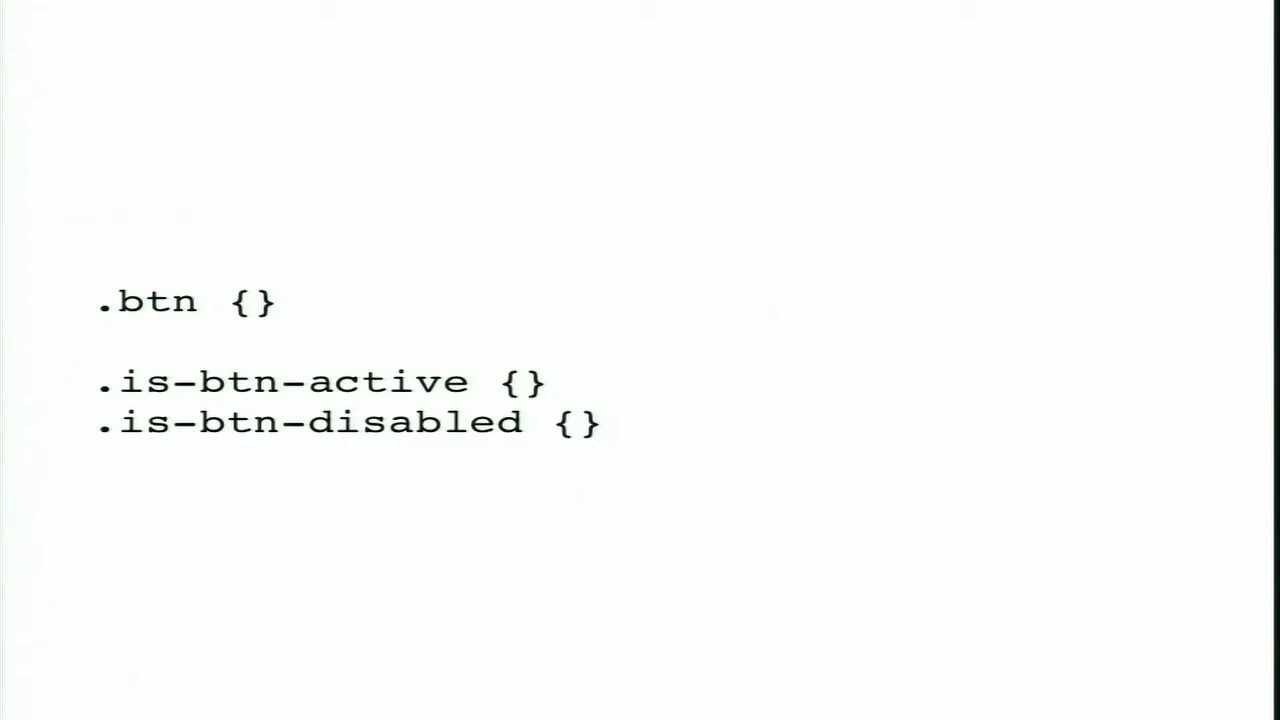 .btn {}
.is-btn-active {}
.is-btn-disabled {}